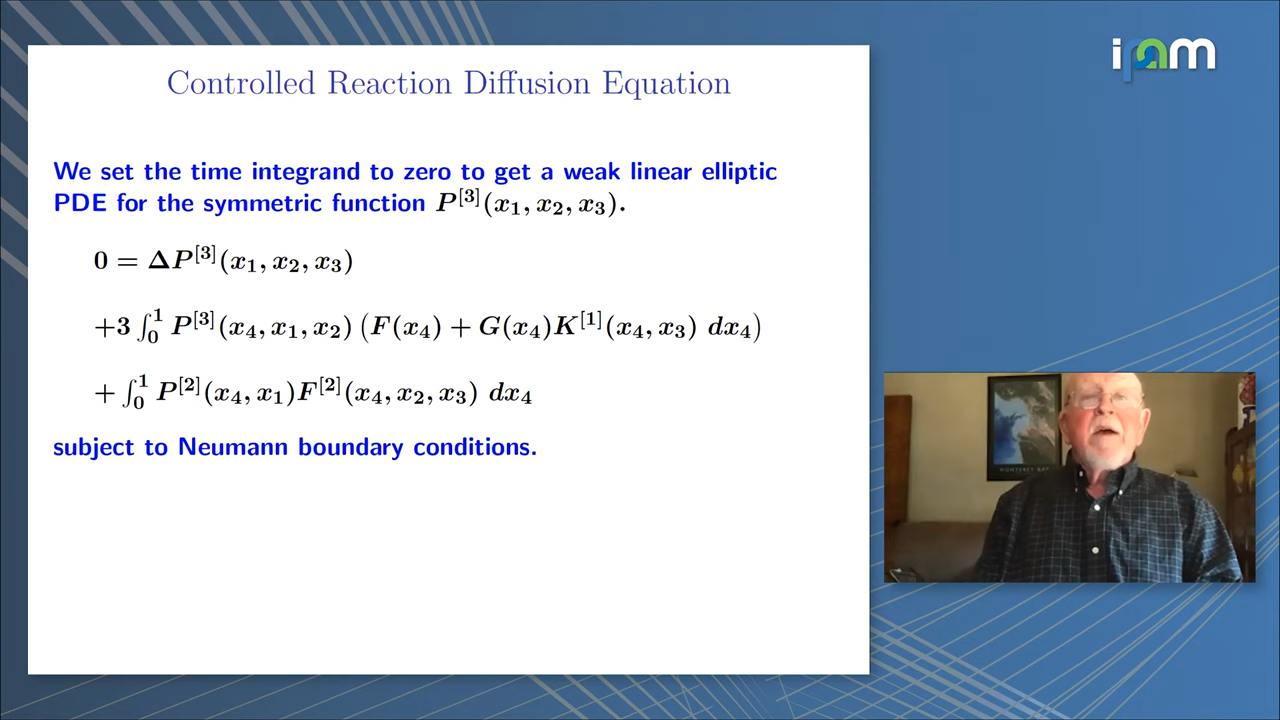 ipam
Controlled Reaction Diffusion Equation
We set the time integrand to zero to get a weak linear elliptic
PDE for the symmetric function P^{[3]}(x_1, x_2, x_3).
0 = ΔP^{[3]}(x_1, x_2, x_3)
+3 ∫_0^1 P^{[3]}(x_4, x_1, x_2) (F(x_4) + G(x_4)K^{[1]}(x_4, x_3) dx_4)
+ ∫_0^1 P^{[2]}(x_4, x_1)F^{[2]}(x_4, x_2, x_3) dx_4
subject to Neumann boundary conditions.
MONTEREY BAY